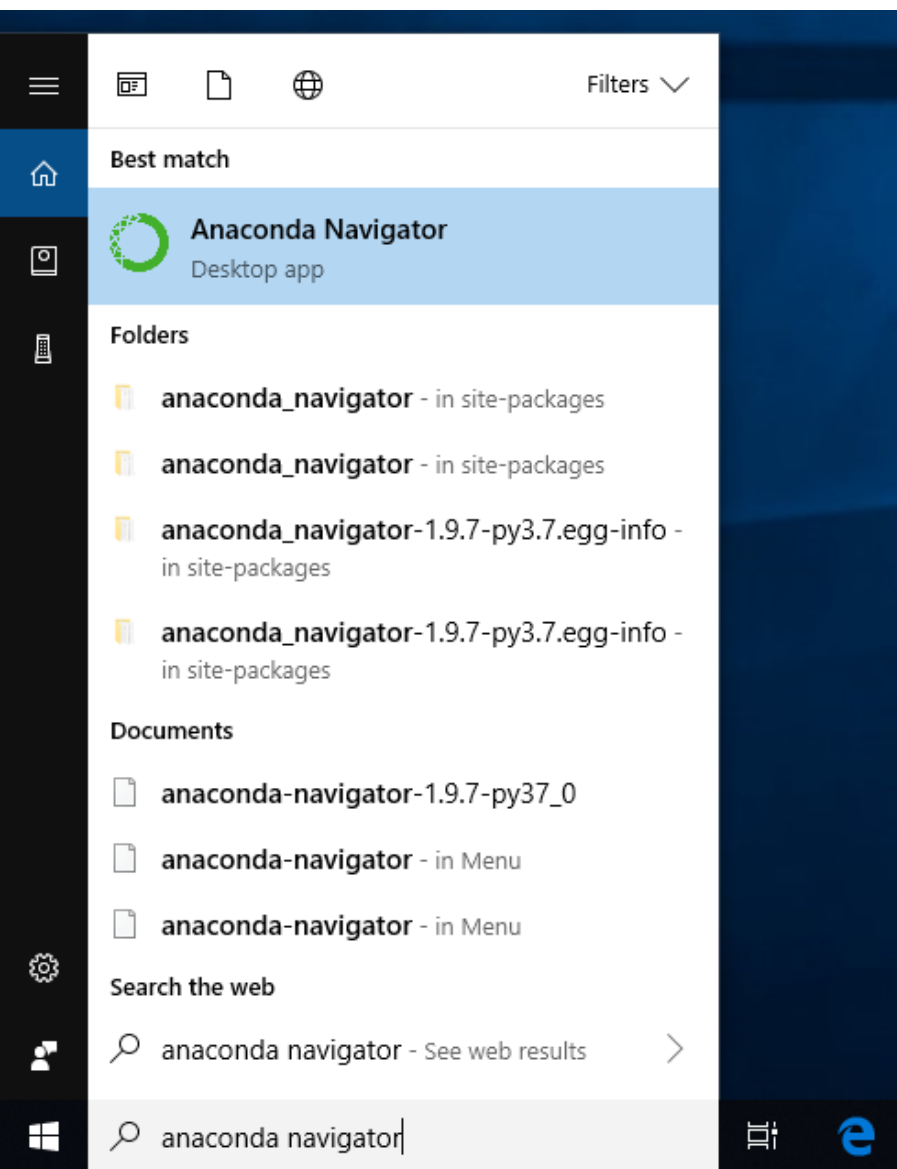 Filters
Best match
Anaconda Navigator
Desktop app
Folders
anaconda_navigator - in site-packages
anaconda_navigator - in site-packages
anaconda_navigator-1.9.7-py3.7.egg-info -
in site-packages
anaconda_navigator-1.9.7-py3.7.egg-info -
in site-packages
Documents
anaconda-navigator-1.9.7-py37_0
anaconda-navigator - in Menu
anaconda-navigator - in Menu
Search the web
anaconda navigator - See web results
anaconda navigator